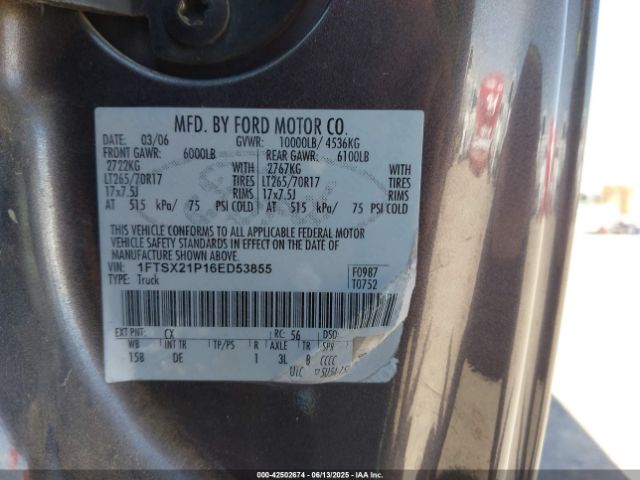 MFD. BY FORD MOTOR CO.
DATE: 03/06 GVWR: 10000LB/ 4536KG
FRONT GAWR: 6000LB REAR GAWR: 6100LB
2722KG WITH 2767KG WITH
LT265/70R17 TIRES LT265/70R17 TIRES
17x7.5J RIMS 17x7.5J RIMS
AT 515 kPa/ 75 PSI COLD AT 515 kPa/ 75 PSI COLD
THIS VEHICLE CONFORMS TO ALL APPLICABLE FEDERAL MOTOR
VEHICLE SAFETY STANDARDS IN EFFECT ON THE DATE OF
MANUFACTURE SHOWN ABOVE.
VIN: 1FTSX21P16ED53855 F0987
TYPE: Truck T0752
EXT PNT: CX RC: 56 DSO:
WB INT TR TP/PS R AXLE TR SPR
158 DE 1 3L B CCCC
UIC
000-42502674 - 06/13/2025 - IAA Inc.